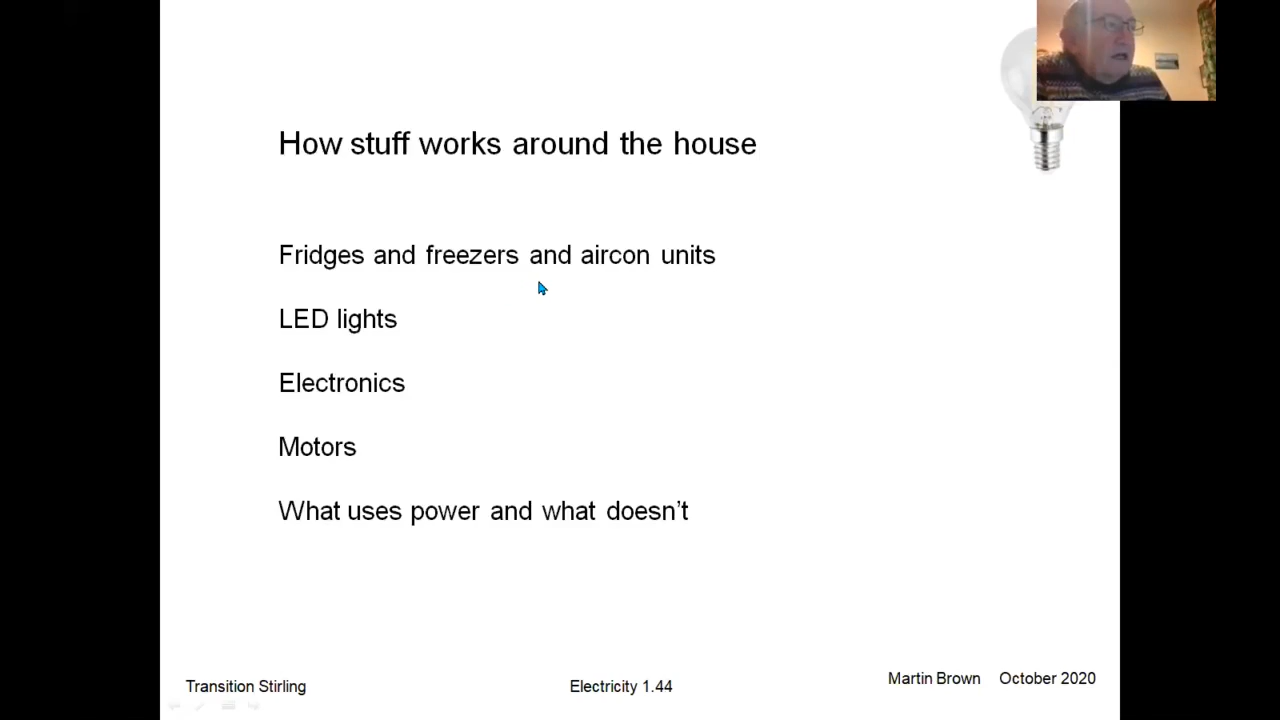 How stuff works around the house
Fridges and freezers and aircon units
LED lights
Electronics
Motors
What uses power and what doesn’t
Transition Stirling
Electricity 1.44
Martin Brown October 2020